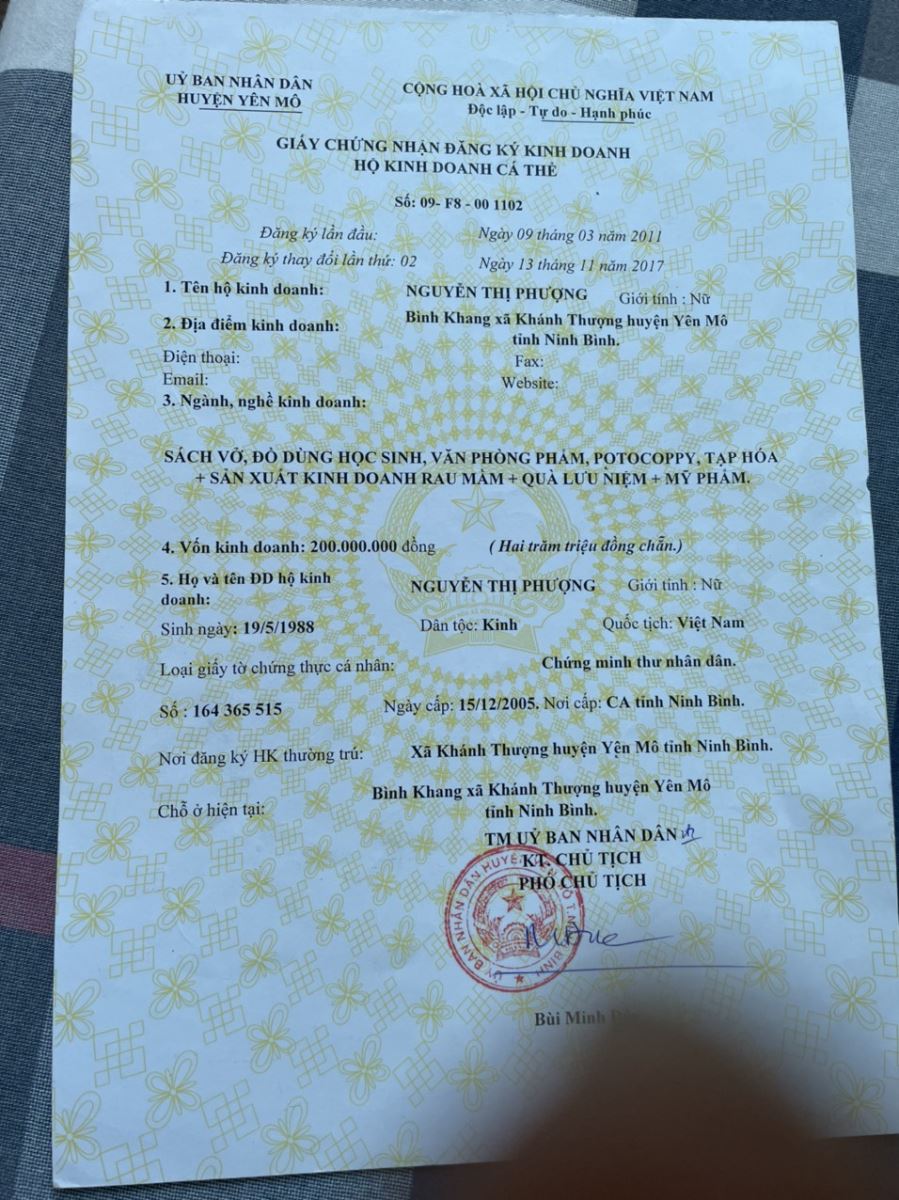 UỶ BAN NHÂN DÂN
HUYỆN YÊN MÔ
CỘNG HOÀ XÃ HỘI CHỦ NGHĨA VIỆT NAM
Độc lập - Tự do - Hạnh phúc
GIẤY CHỨNG NHẬN ĐĂNG KÝ KINH DOANH
HỘ KINH DOANH CÁ THỂ
Số: 09- F8 - 00 1102
Đăng ký lần đầu: Ngày 09 tháng 03 năm 2011
Đăng ký thay đổi lần thứ: 02 Ngày 13 tháng 11 năm 2017
1. Tên hộ kinh doanh: NGUYỄN THỊ PHƯỢNG Giới tính : Nữ
2. Địa điểm kinh doanh: Bình Khang xã Khánh Thượng huyện Yên Mô
tỉnh Ninh Bình.
Điện thoại: Fax:
Email: Website:
3. Ngành, nghề kinh doanh:
SÁCH VỞ, ĐỒ DÙNG HỌC SINH, VĂN PHÒNG PHẨM, POTOCOPPY, TẠP HÓA
+ SẢN XUẤT KINH DOANH RAU MẦM + QUÀ LƯU NIỆM + MỸ PHẨM.
4. Vốn kinh doanh: 200.000.000 đồng ( Hai trăm triệu đồng chẵn.)
5. Họ và tên ĐD hộ kinh
doanh:
NGUYỄN THỊ PHƯỢNG Giới tính : Nữ
Sinh ngày: 19/5/1988 Dân tộc: Kinh Quốc tịch: Việt Nam
Loại giấy tờ chứng thực cá nhân: Chứng minh thư nhân dân.
Số : 164 365 515 Ngày cấp: 15/12/2005. Nơi cấp: CA tỉnh Ninh Bình.
Nơi đăng ký HK thường trú: Xã Khánh Thượng huyện Yên Mô tỉnh Ninh Bình.
Chỗ ở hiện tại: Bình Khang xã Khánh Thượng huyện Yên Mô
tỉnh Ninh Bình.
TM UỶ BAN NHÂN DÂN
KT. CHỦ TỊCH
PHÓ CHỦ TỊCH
ỦY BAN NHÂN DÂN HUYỆN YÊN MÔ T.NINH BÌNH
Bùi Minh